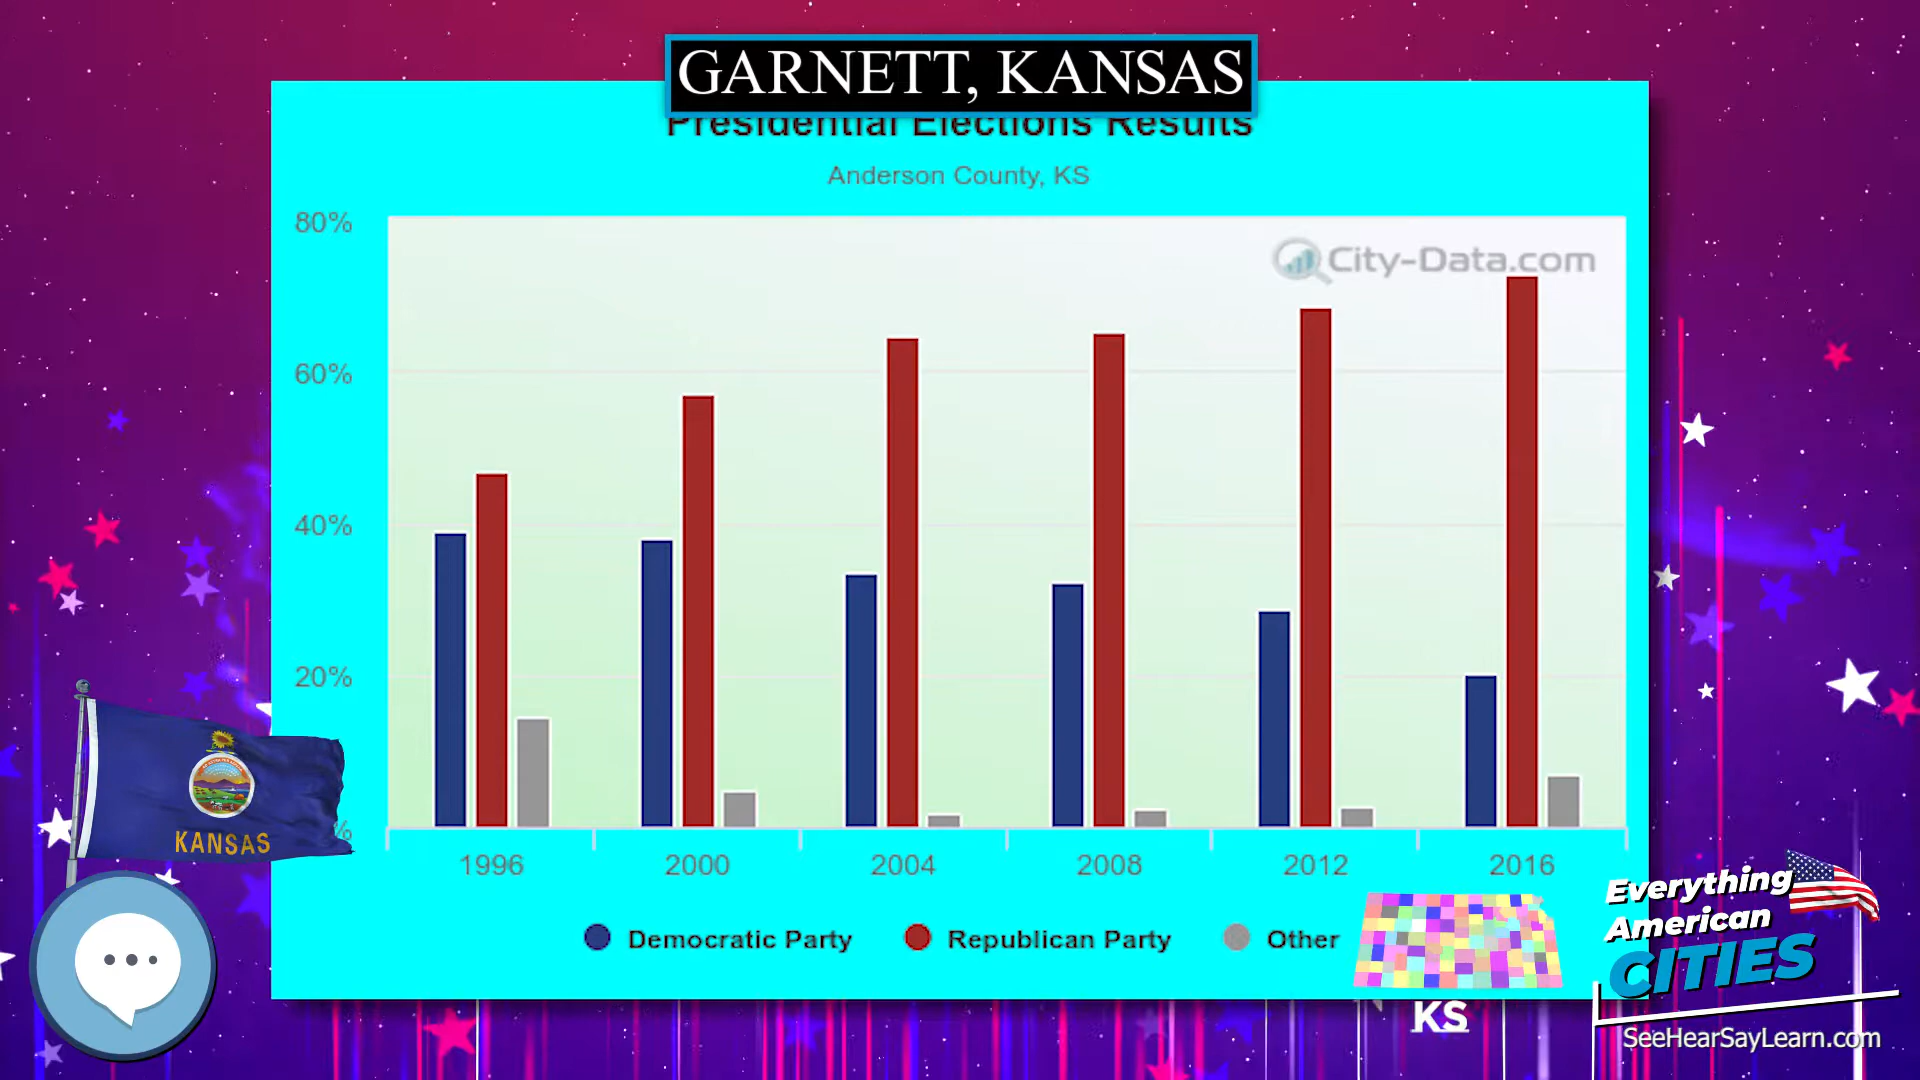 GARNETT, KANSAS
Presidential Elections Results
Anderson County, KS
80%
City-Data.com
60%
40%
20%
%
KANSAS
1996 2000 2004 2008 2012 2016
Democratic Party Republican Party Other
Everything
American
CITIES
KS
SeeHearSayLearn.com